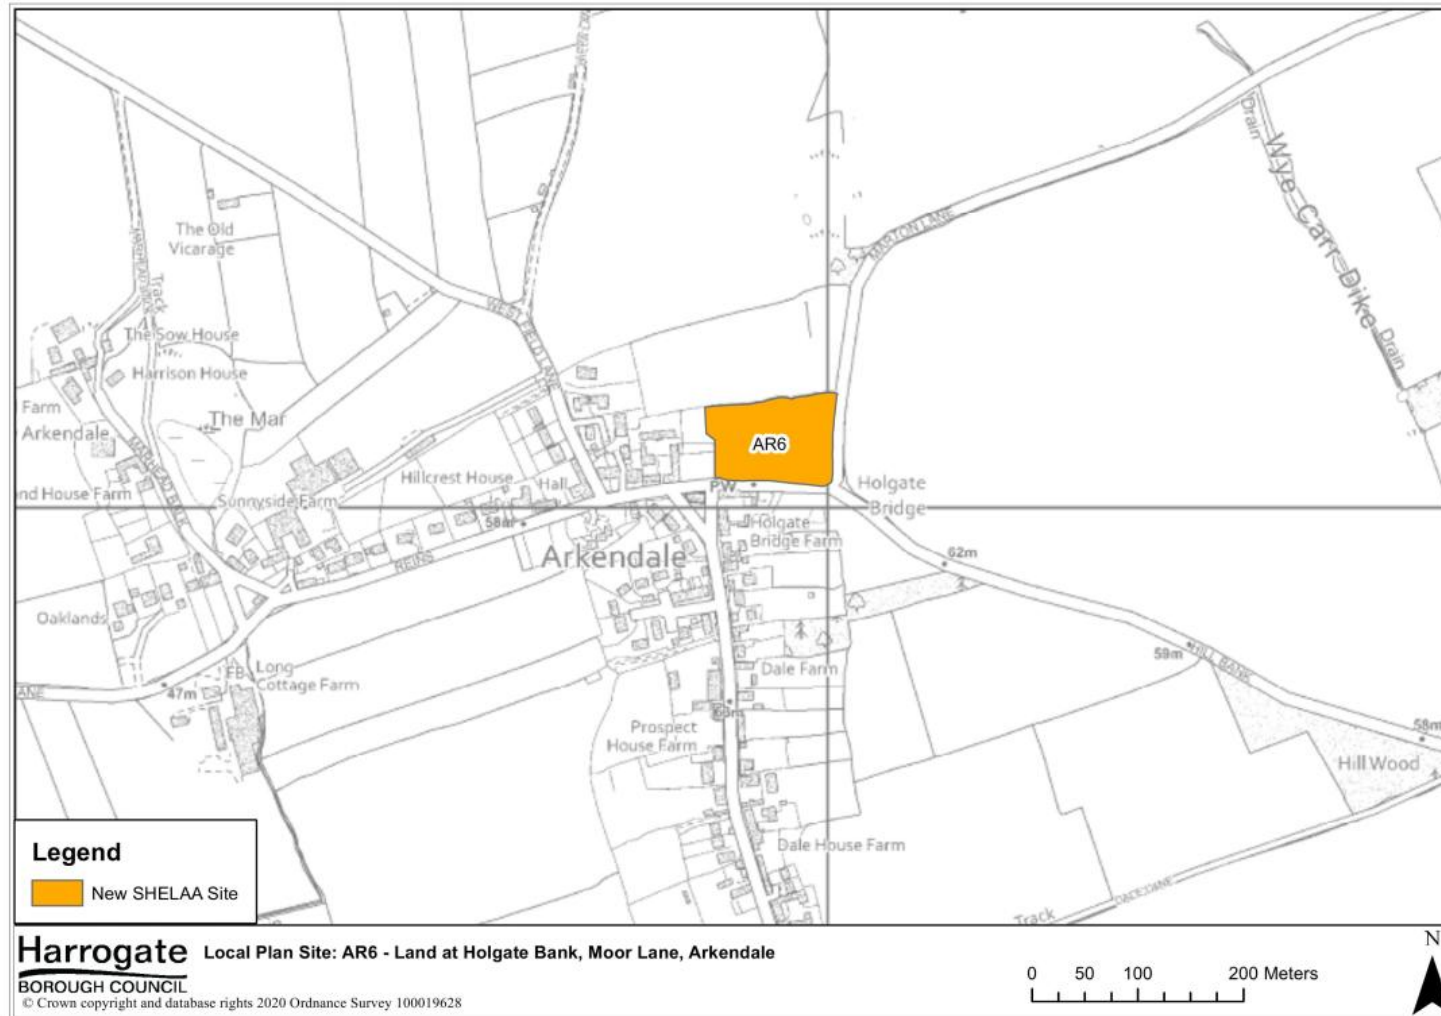 Drain
Wye Carr Dike
Drain
The Old
Vicarage
MARTON LANE
Track
WEST FIELD LANE
The Sow House
Harrison House
Farm
Arkendale
The Mar
AR6
MARHEAD BALK
Hillcrest House
Hall
PW
Holgate
Bridge
nd House Farm
Sunnyside Farm
58m
Holgate
Bridge Farm
REINS
Arkendale
62m
Oaklands
59m
HILL BANK
FB
Long
Cottage Farm
Dale Farm
ANE
47m
Prospect
House Farm
58m
Hill Wood
Dale House Farm
Track
Legend
New SHELAA Site
Harrogate
BOROUGH COUNCIL
Local Plan Site: AR6 - Land at Holgate Bank, Moor Lane, Arkendale
© Crown copyright and database rights 2020 Ordnance Survey 100019628
0 50 100 200 Meters
N